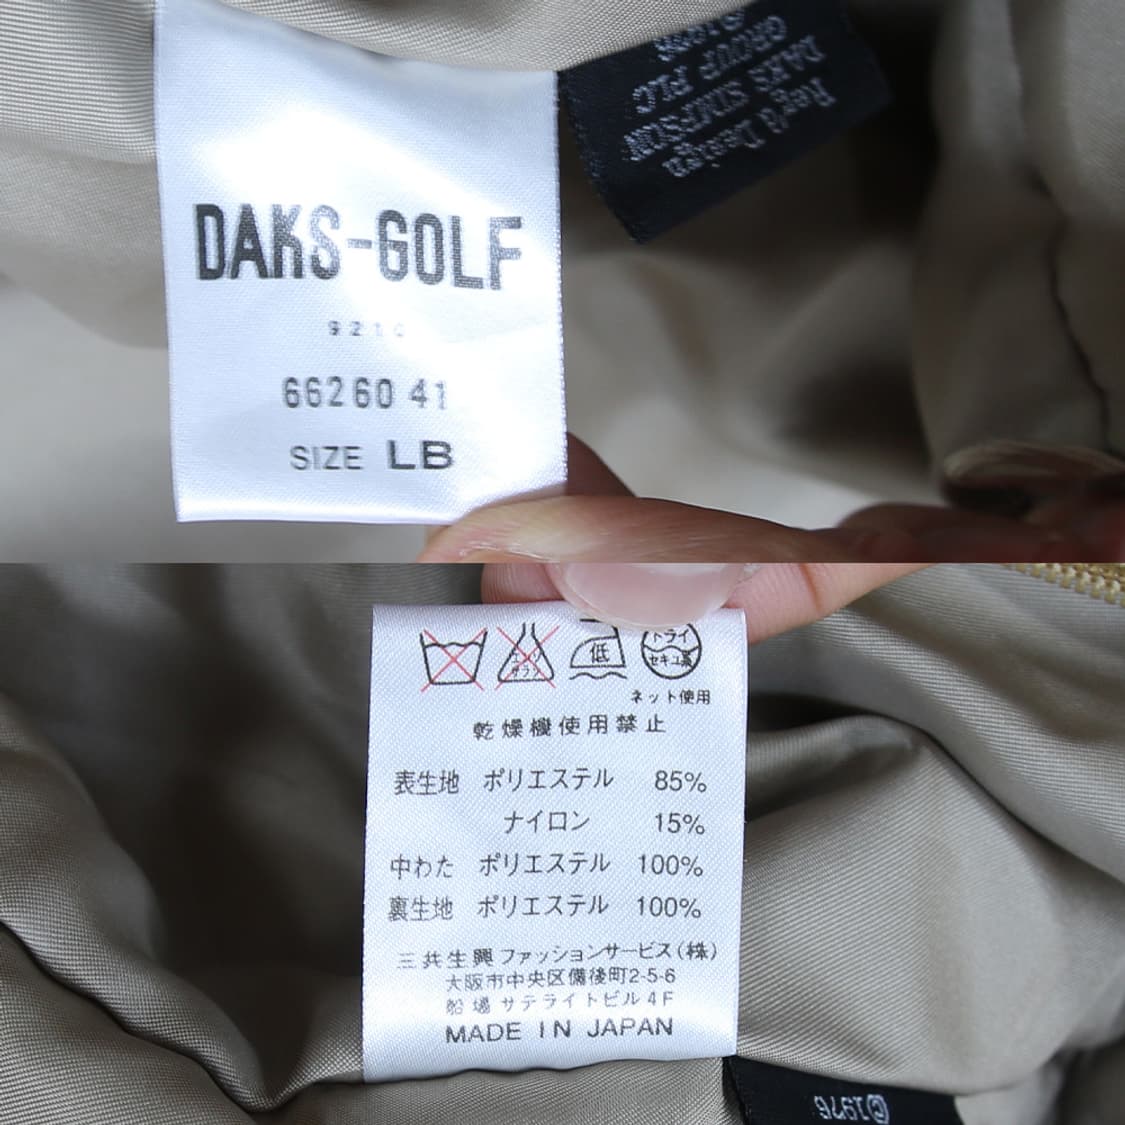 DAKS-GOLF
66260 41
SIZE LB
Reg'd Design
DAKS SIMPSON
GROUP PLC
低
ドライ
セキユ系
ネット使用
乾燥機使用禁止
表生地 ポリエステル 85%
ナイロン 15%
中わた ポリエステル 100%
裏生地 ポリエステル 100%
三共生興ファッションサービス(株)
大阪市中央区備後町2-5-6
船場サテライトビル4F
MADE IN JAPAN
©1976